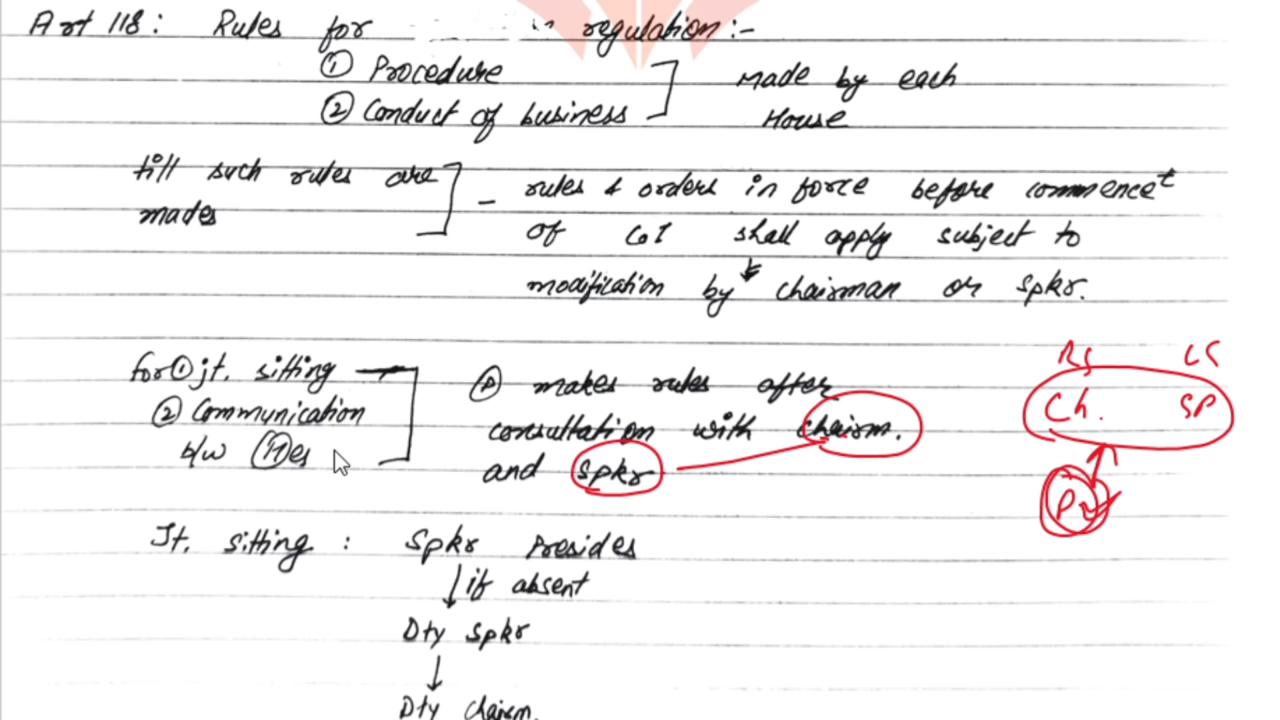 Art 118: Rules for regulation:-
① Procedure
② Conduct of business
Made by each
House
till such rules are
mades
- rules & orders in force before commencet
of CoI shall apply subject to
modification by chairman or spkr.
for ① jt. sitting
② Communication
b/w (H)es
(P) makes rules after
consultation with chairm.
and spkr
RS LS
Ch. SP
P
Jt. sitting : Spkr Presides
if absent
Dty spkr
Dty chairm.